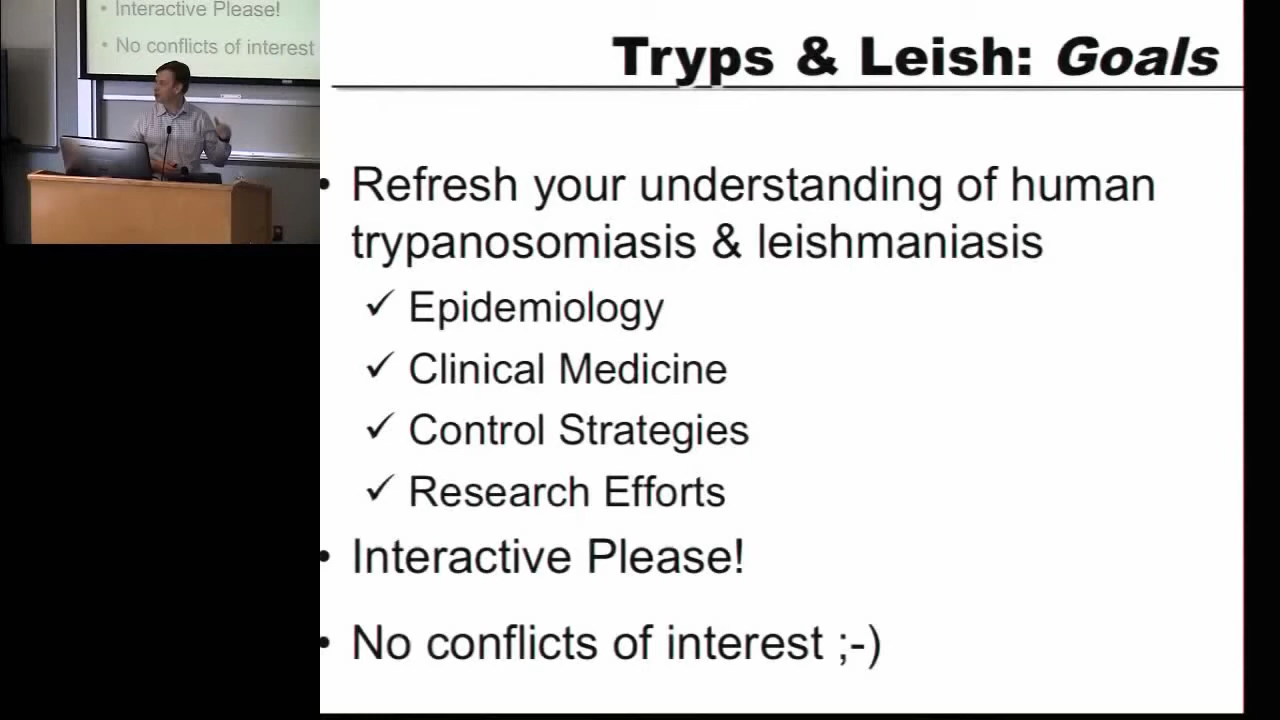 • Interactive Please!
• No conflicts of interest
Tryps & Leish: Goals
• Refresh your understanding of human
trypanosomiasis & leishmaniasis
✓ Epidemiology
✓ Clinical Medicine
✓ Control Strategies
✓ Research Efforts
• Interactive Please!
• No conflicts of interest ;-)